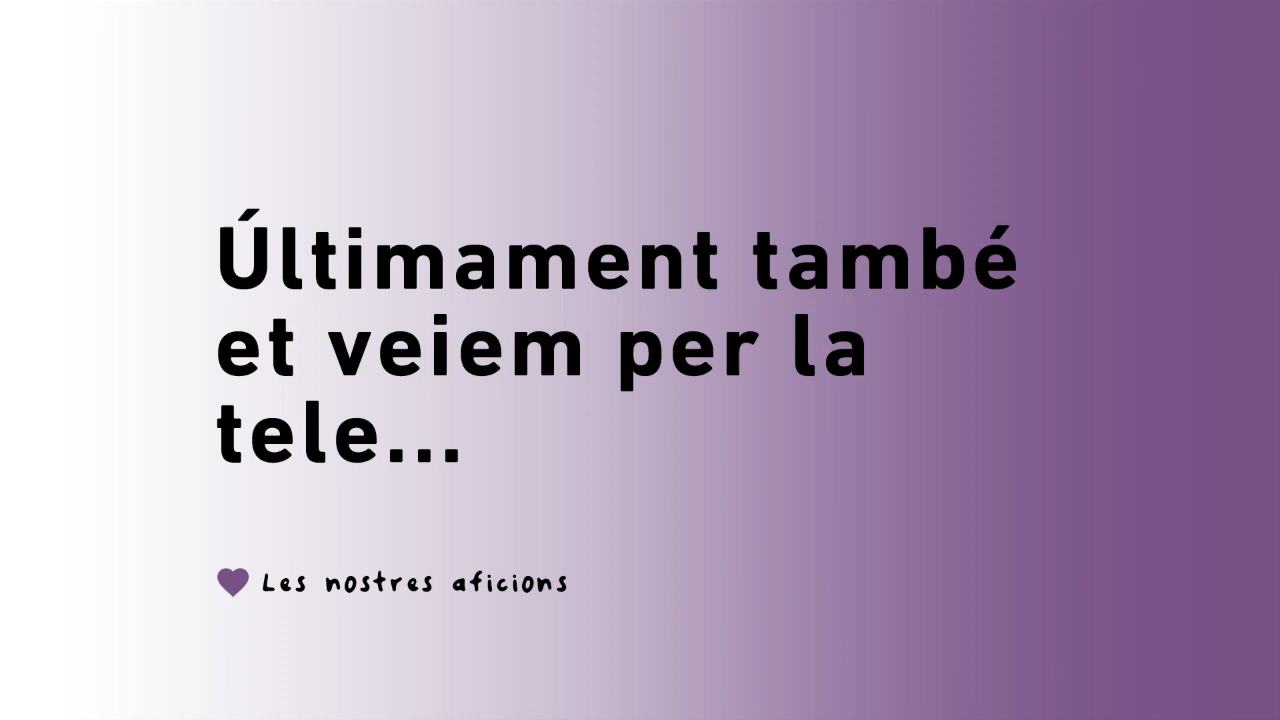 Últimament també
et veiem per la
tele...
Les nostres aficions